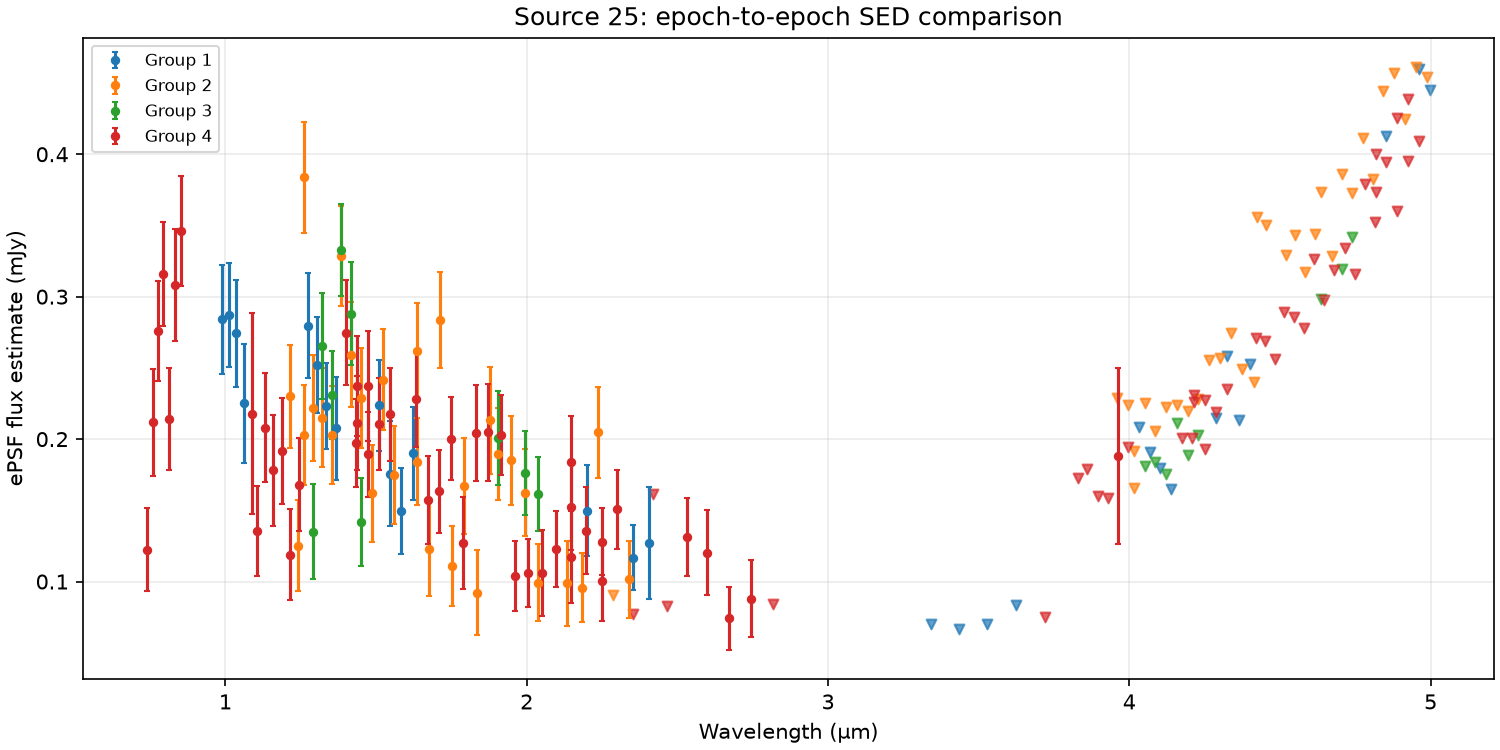 Source 25: epoch-to-epoch SED comparison
Group 1
Group 2
Group 3
Group 4
ePSF flux estimate (mJy)
0.4
0.3
0.2
0.1
1 2 3 4 5
Wavelength (μm)